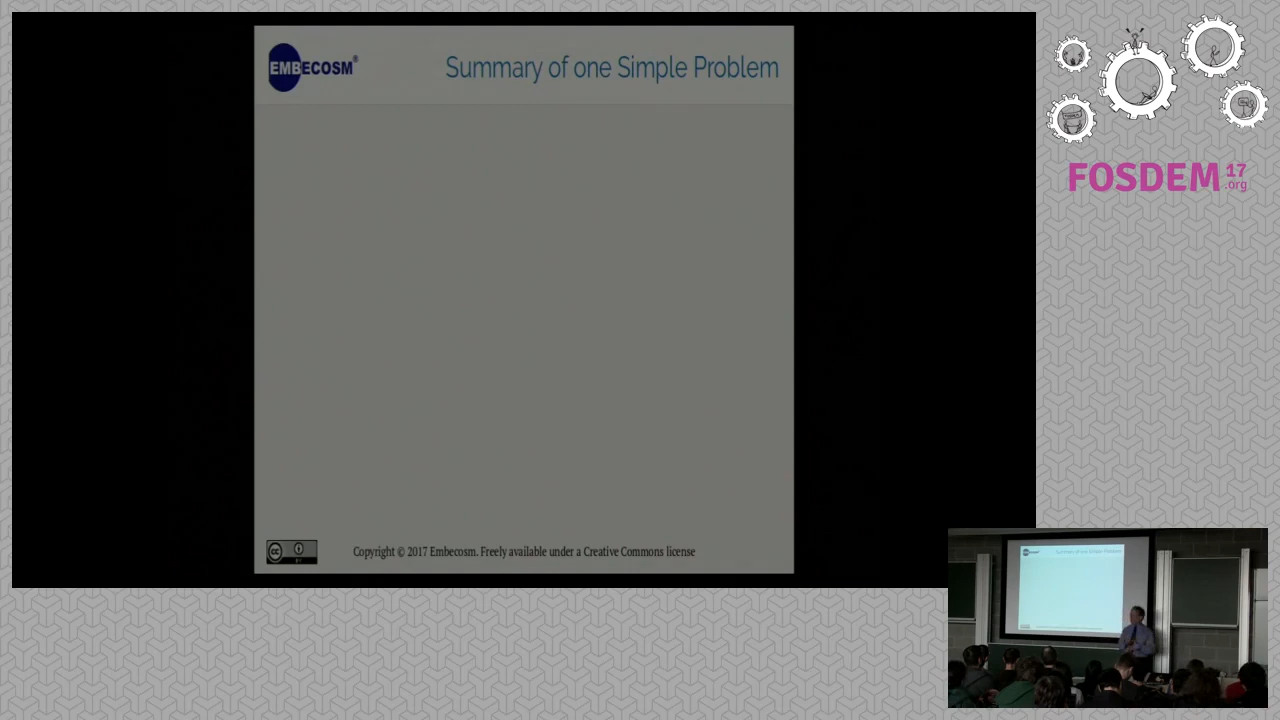 EMBECOSM®
Summary of one Simple Problem
Copyright © 2017 Embecosm. Freely available under a Creative Commons license
FOSDEM 17
.org